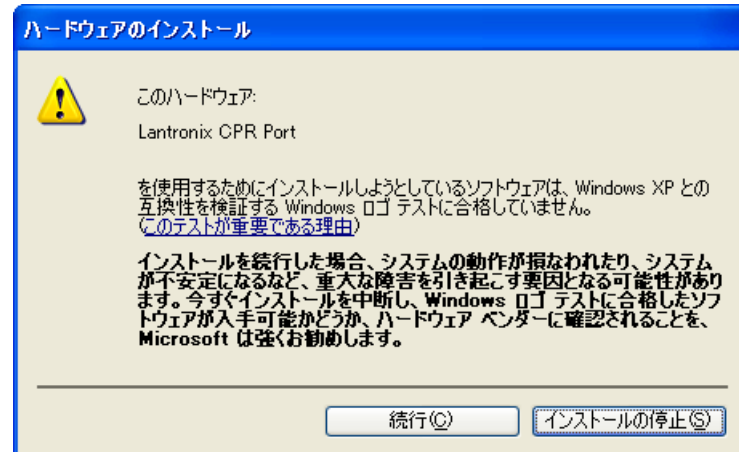 ハードウェアのインストール
このハードウェア:
Lantronix CPR Port
を使用するためにインストールしようとしているソフトウェアは、Windows XP との
互換性を検証する Windows ロゴ テストに合格していません。
(このテストが重要である理由)
インストールを続行した場合、システムの動作が損なわれたり、システム
が不安定になるなど、重大な障害を引き起こす要因となる可能性があり
ます。今すぐインストールを中断し、Windows ロゴ テストに合格したソフ
トウェアが入手可能かどうか、ハードウェア ベンダーに確認されることを、
Microsoft は強くお勧めします。
続行(C) インストールの停止(S)